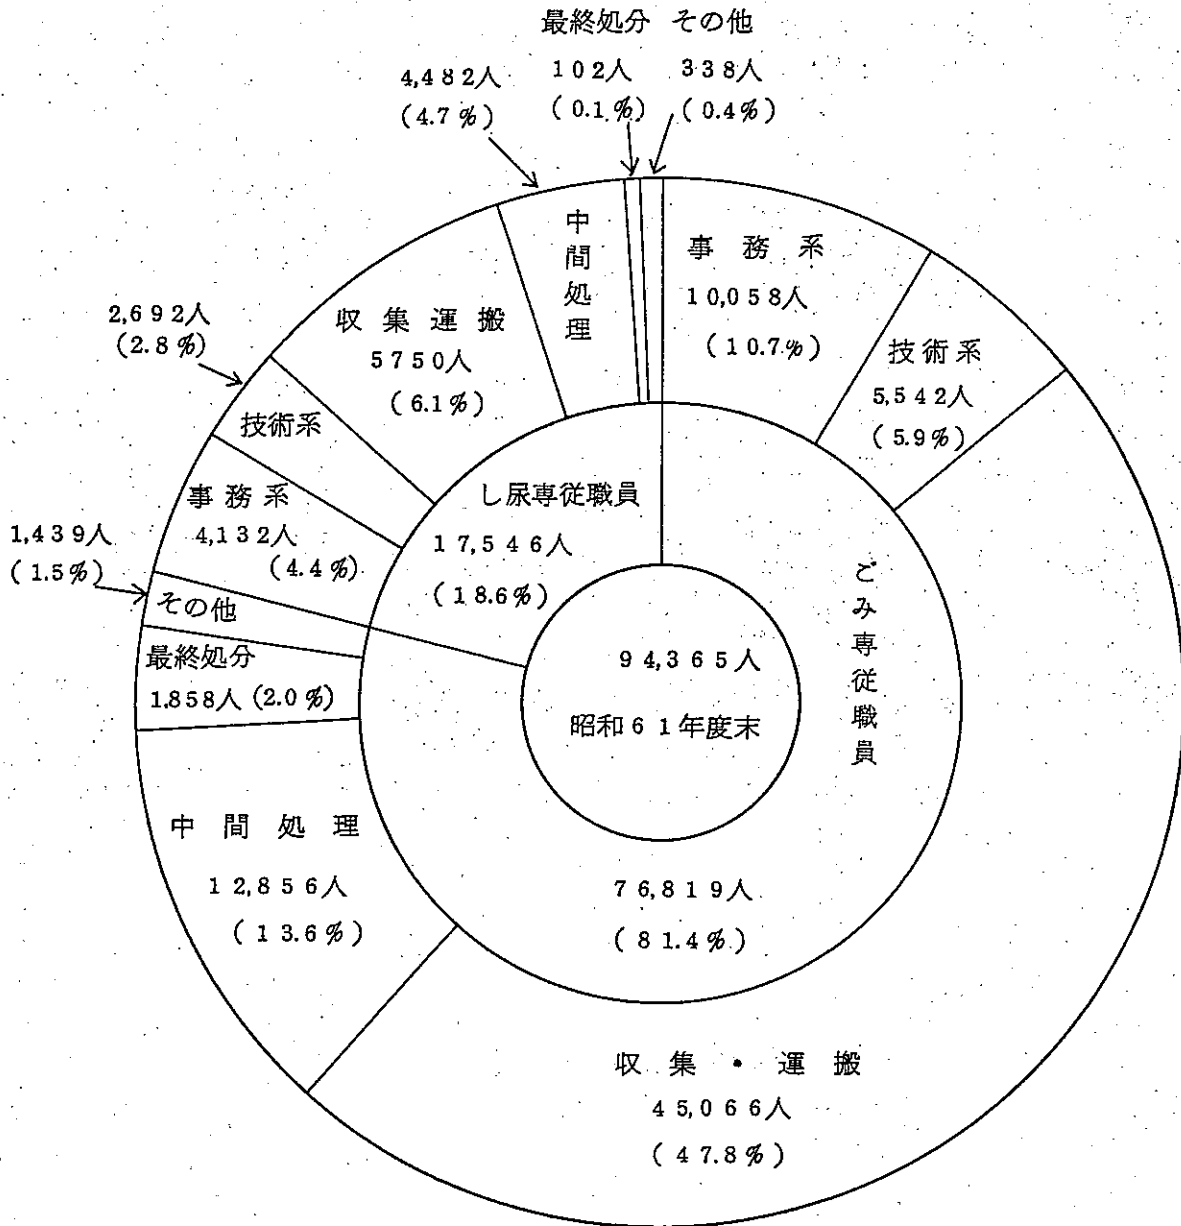 最終処分 その他
4,482人
(4.7%)
102人
(0.1%)
338人
(0.4%)
中間処理
事務系
10,058人
(10.7%)
技術系
5,542人
(5.9%)
収集運搬
5750人
(6.1%)
2,692人
(2.8%)
技術系
事務系
4,132人
(4.4%)
1,439人
(1.5%)
その他
最終処分
1.858人(2.0%)
し尿専従職員
17,546人
(18.6%)
ごみ専従職員
94,365人
昭和61年度末
中間処理
12,856人
(13.6%)
76,819人
(81.4%)
収集・運搬
45,066人
(47.8%)